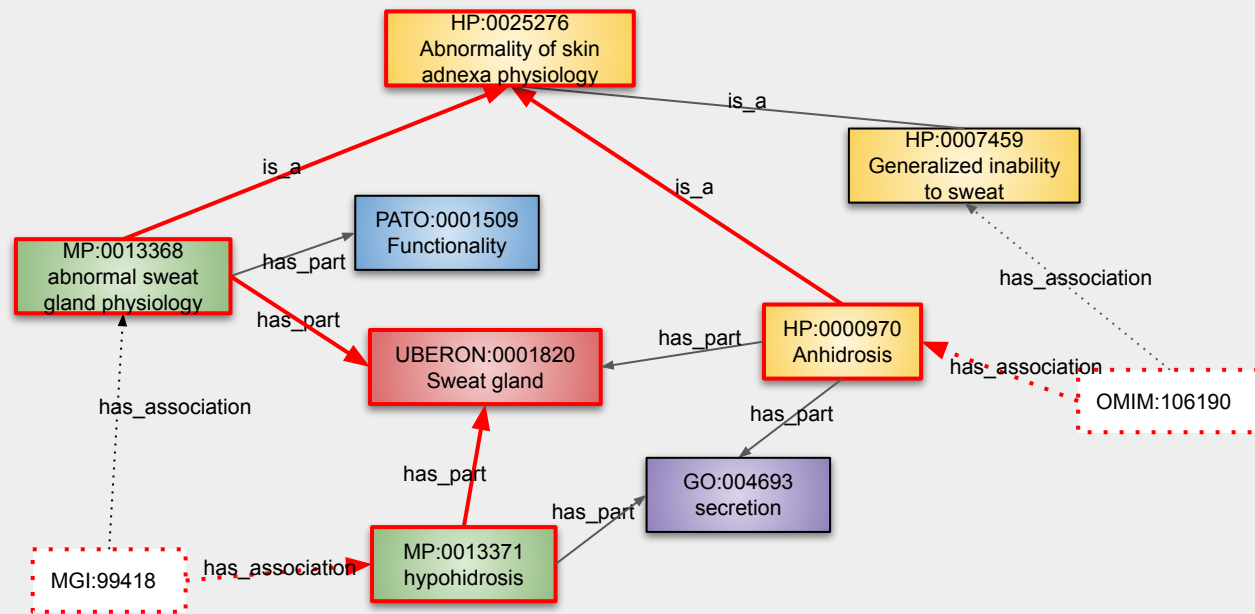 HP:0025276
Abnormality of skin
adnexa physiology
is_a
HP:0007459
Generalized inability
to sweat
is_a
is_a
PATO:0001509
Functionality
MP:0013368
abnormal sweat
gland physiology
has_part
has_association
has_part
HP:0000970
Anhidrosis
UBERON:0001820
Sweat gland
has_part
has_association
OMIM:106190
has_association
has_part
has_part
GO:004693
secretion
has_part
MP:0013371
hypohidrosis
has_association
MGI:99418